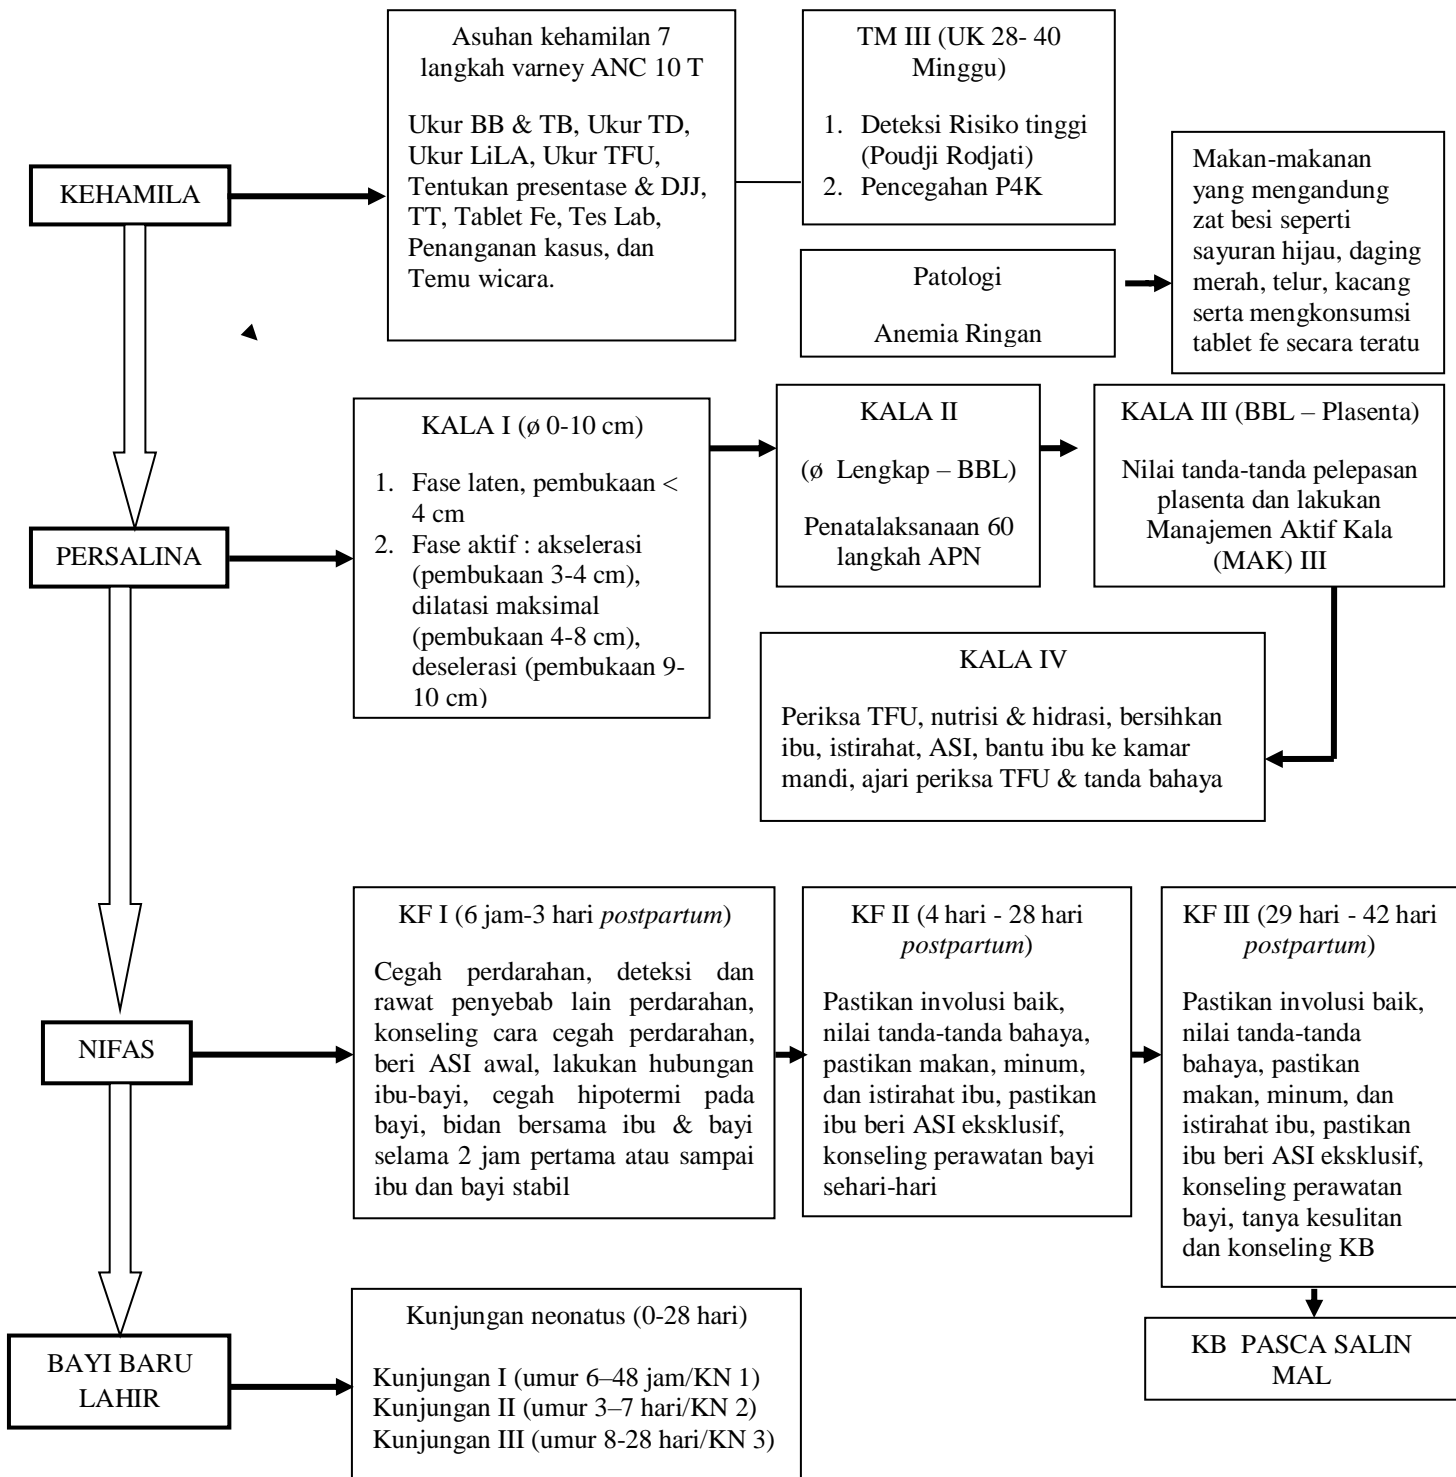 Asuhan kehamilan 7
langkah varney ANC 10 T
Ukur BB & TB, Ukur TD,
Ukur LiLA, Ukur TFU,
Tentukan presentase & DJJ,
TT, Tablet Fe, Tes Lab,
Penanganan kasus, dan
Temu wicara.
TM III (UK 28- 40
Minggu)
1. Deteksi Risiko tinggi
(Poudji Rodjati)
2. Pencegahan P4K
Makan-makanan
yang mengandung
zat besi seperti
sayuran hijau, daging
merah, telur, kacang
serta mengkonsumsi
tablet fe secara teratu
KEHAMILA
Patologi
Anemia Ringan
KALA I (ø 0-10 cm)
1. Fase laten, pembukaan <
4 cm
2. Fase aktif : akselerasi
(pembukaan 3-4 cm),
dilatasi maksimal
(pembukaan 4-8 cm),
deselerasi (pembukaan 9-
10 cm)
KALA II
(ø Lengkap – BBL)
Penatalaksanaan 60
langkah APN
KALA III (BBL – Plasenta)
Nilai tanda-tanda pelepasan
plasenta dan lakukan
Manajemen Aktif Kala
(MAK) III
PERSALINA
KALA IV
Periksa TFU, nutrisi & hidrasi, bersihkan
ibu, istirahat, ASI, bantu ibu ke kamar
mandi, ajari periksa TFU & tanda bahaya
KF I (6 jam-3 hari postpartum)
Cegah perdarahan, deteksi dan
rawat penyebab lain perdarahan,
konseling cara cegah perdarahan,
beri ASI awal, lakukan hubungan
ibu-bayi, cegah hipotermi pada
bayi, bidan bersama ibu & bayi
selama 2 jam pertama atau sampai
ibu dan bayi stabil
KF II (4 hari - 28 hari
postpartum)
Pastikan involusi baik,
nilai tanda-tanda bahaya,
pastikan makan, minum,
dan istirahat ibu, pastikan
ibu beri ASI eksklusif,
konseling perawatan bayi
sehari-hari
KF III (29 hari - 42 hari
postpartum)
Pastikan involusi baik,
nilai tanda-tanda
bahaya, pastikan
makan, minum, dan
istirahat ibu, pastikan
ibu beri ASI eksklusif,
konseling perawatan
bayi, tanya kesulitan
dan konseling KB
NIFAS
Kunjungan neonatus (0-28 hari)
Kunjungan I (umur 6–48 jam/KN 1)
Kunjungan II (umur 3–7 hari/KN 2)
Kunjungan III (umur 8-28 hari/KN 3)
KB PASCA SALIN
MAL
BAYI BARU
LAHIR